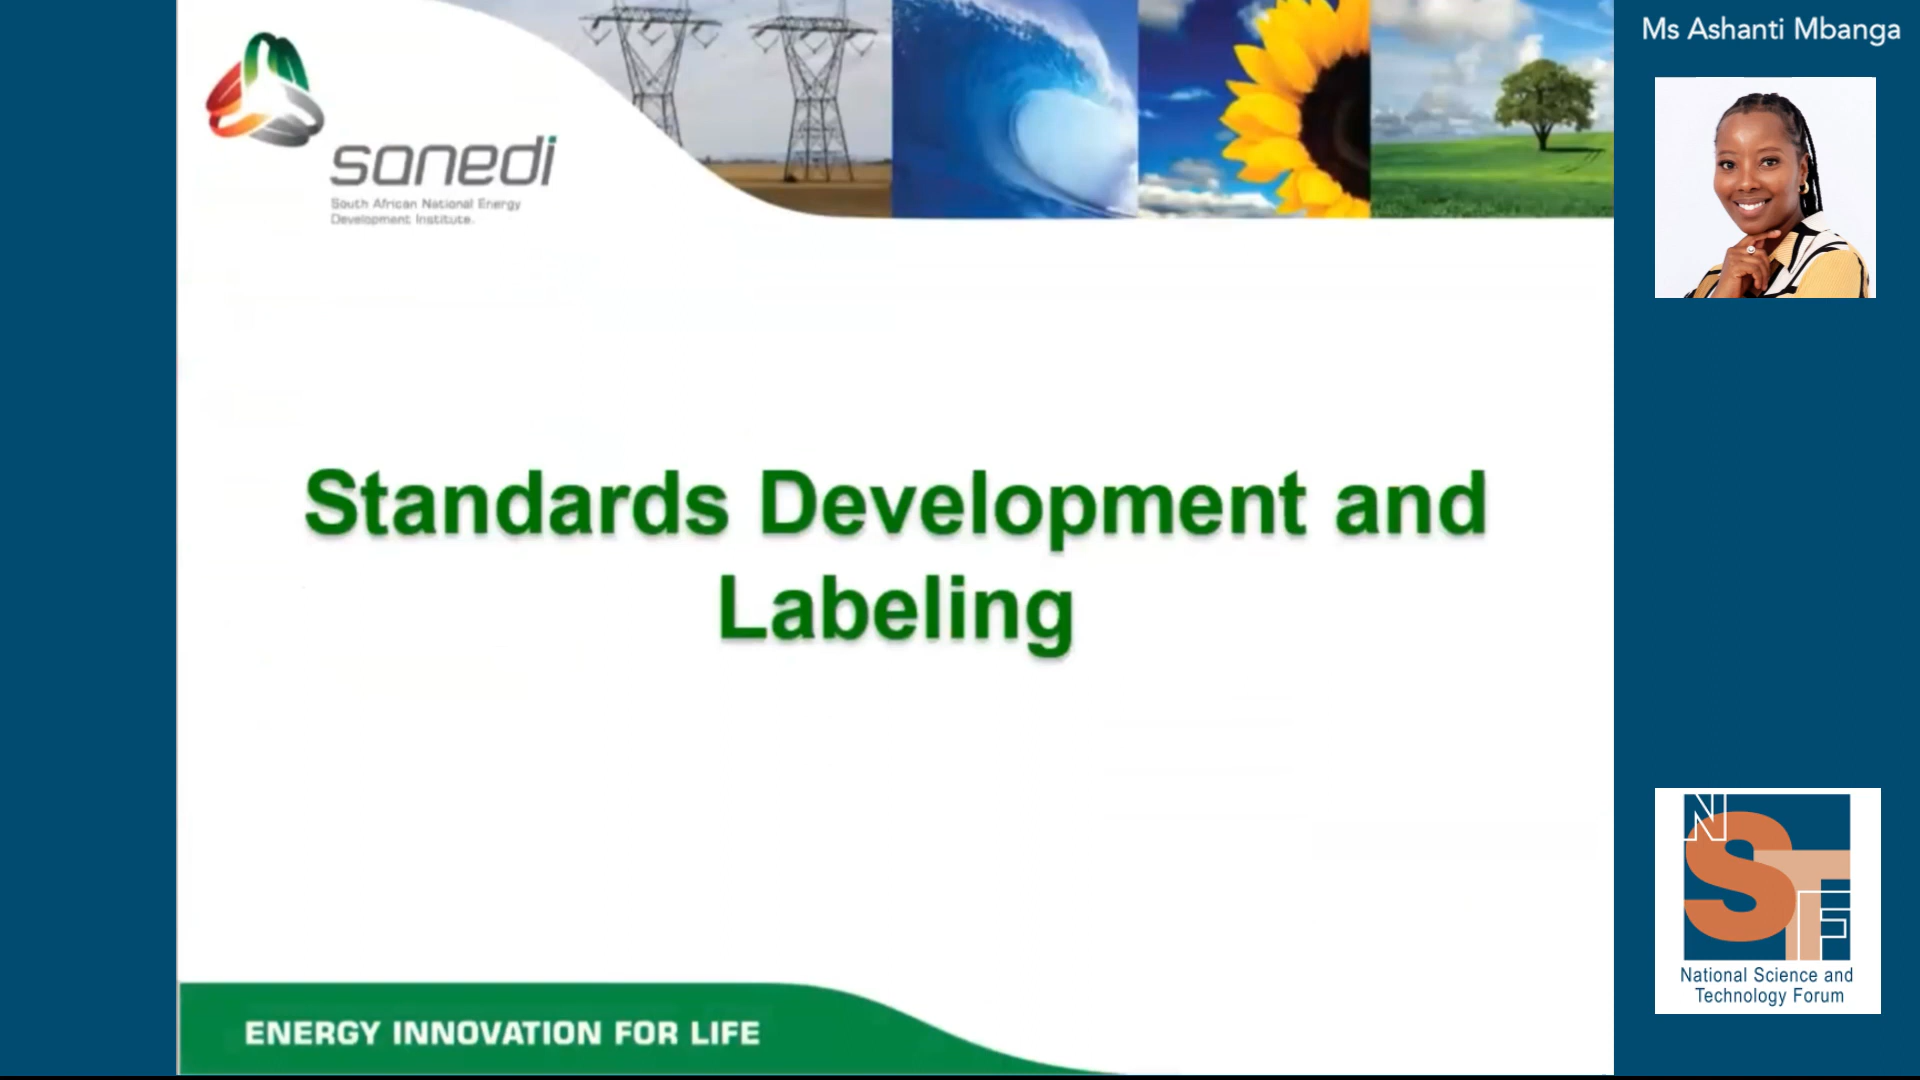 Ms Ashanti Mbanga
sanedi
South African National Energy
Development Institute.
Standards Development and
Labeling
NSTF
National Science and
Technology Forum
ENERGY INNOVATION FOR LIFE